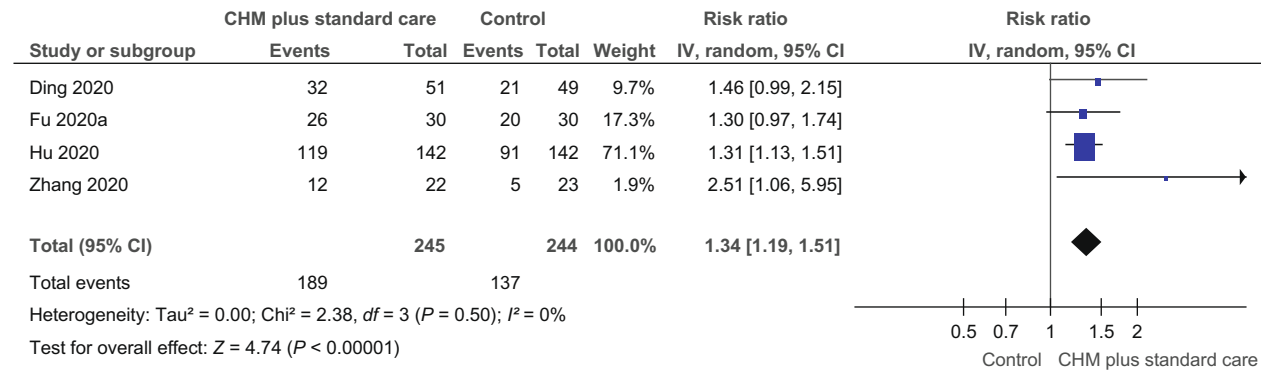 CHM plus standard care Control Risk ratio Risk ratio
Study or subgroup Events Total Events Total Weight IV, random, 95% CI IV, random, 95% CI
Ding 2020 32 51 21 49 9.7% 1.46 [0.99, 2.15]
Fu 2020a 26 30 20 30 17.3% 1.30 [0.97, 1.74]
Hu 2020 119 142 91 142 71.1% 1.31 [1.13, 1.51]
Zhang 2020 12 22 5 23 1.9% 2.51 [1.06, 5.95]
Total (95% CI) 245 244 100.0% 1.34 [1.19, 1.51]
Total events 189 137
Heterogeneity: Tau² = 0.00; Chi² = 2.38, df = 3 (P = 0.50); I² = 0%
Test for overall effect: Z = 4.74 (P < 0.00001)
0.5 0.7 1 1.5 2
Control CHM plus standard care